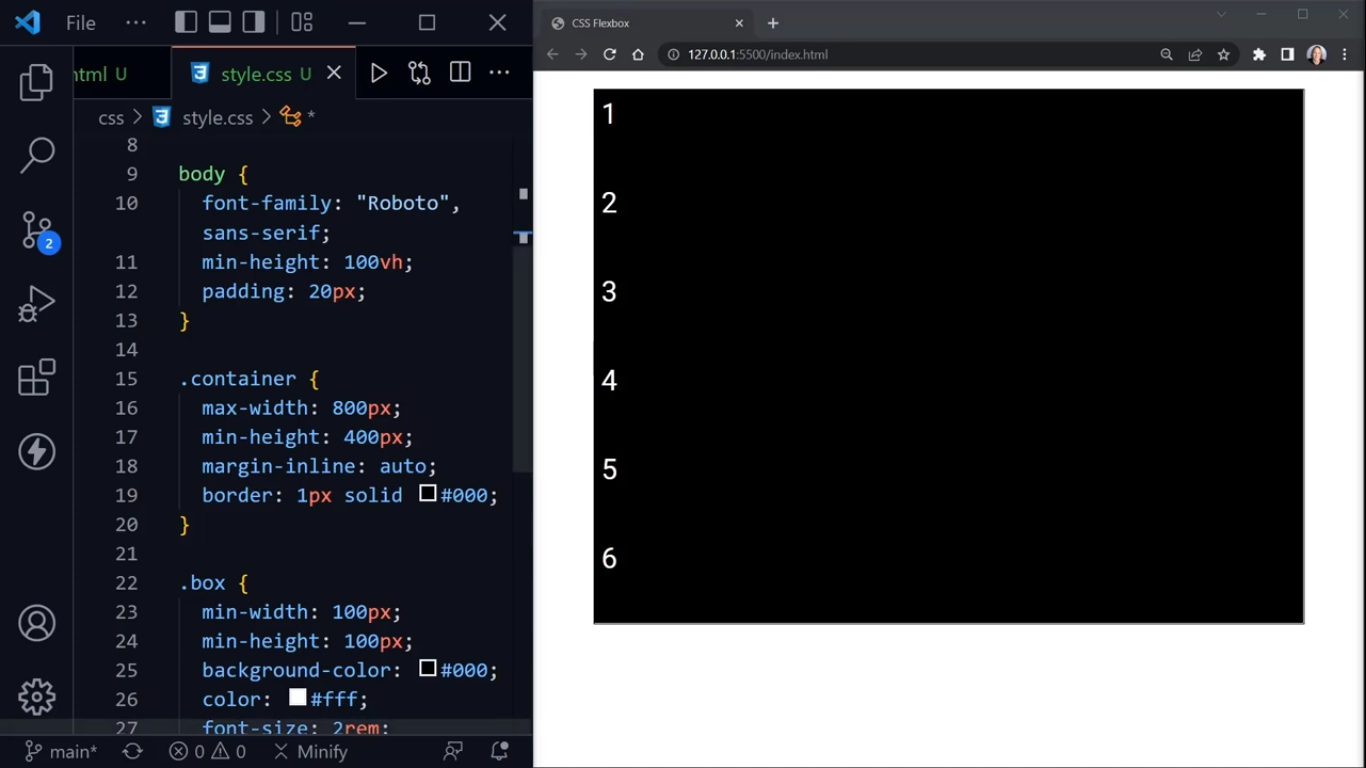 File
CSS Flexbox
127.0.0.1:5500/index.html
html U
style.css U
css > style.css > *
8
9 body {
10 font-family: "Roboto",
sans-serif;
11 min-height: 100vh;
12 padding: 20px;
13 }
14
15 .container {
16 max-width: 800px;
17 min-height: 400px;
18 margin-inline: auto;
19 border: 1px solid #000;
20 }
21
22 .box {
23 min-width: 100px;
24 min-height: 100px;
25 background-color: #000;
26 color: #fff;
27 font-size: 2rem;
2
main* 0 0 Minify
1
2
3
4
5
6